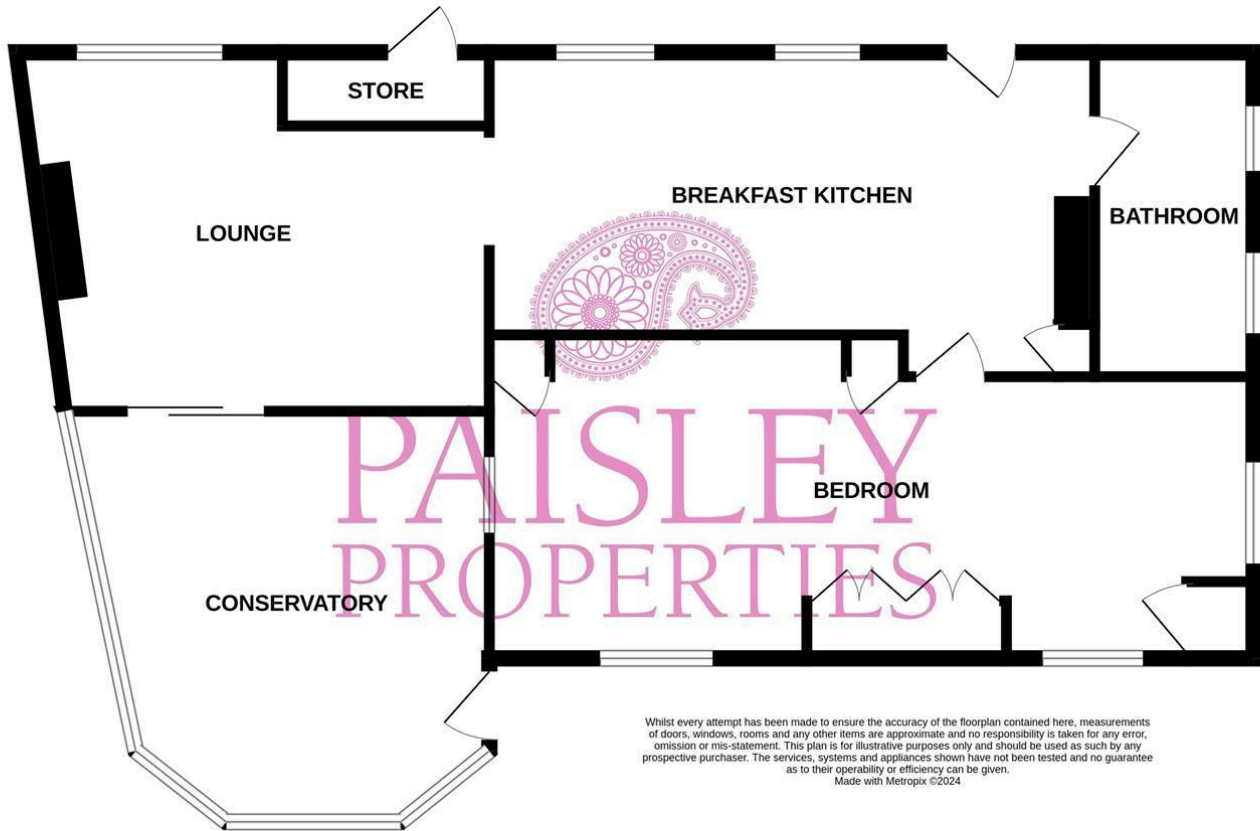 STORE
BREAKFAST KITCHEN
BATHROOM
LOUNGE
PAISLEY
PROPERTIES
BEDROOM
CONSERVATORY
Whilst every attempt has been made to ensure the accuracy of the floorplan contained here, measurements
of doors, windows, rooms and any other items are approximate and no responsibility is taken for any error,
omission or mis-statement. This plan is for illustrative purposes only and should be used as such by any
prospective purchaser. The services, systems and appliances shown have not been tested and no guarantee
as to their operability or efficiency can be given.
Made with Metropix ©2024